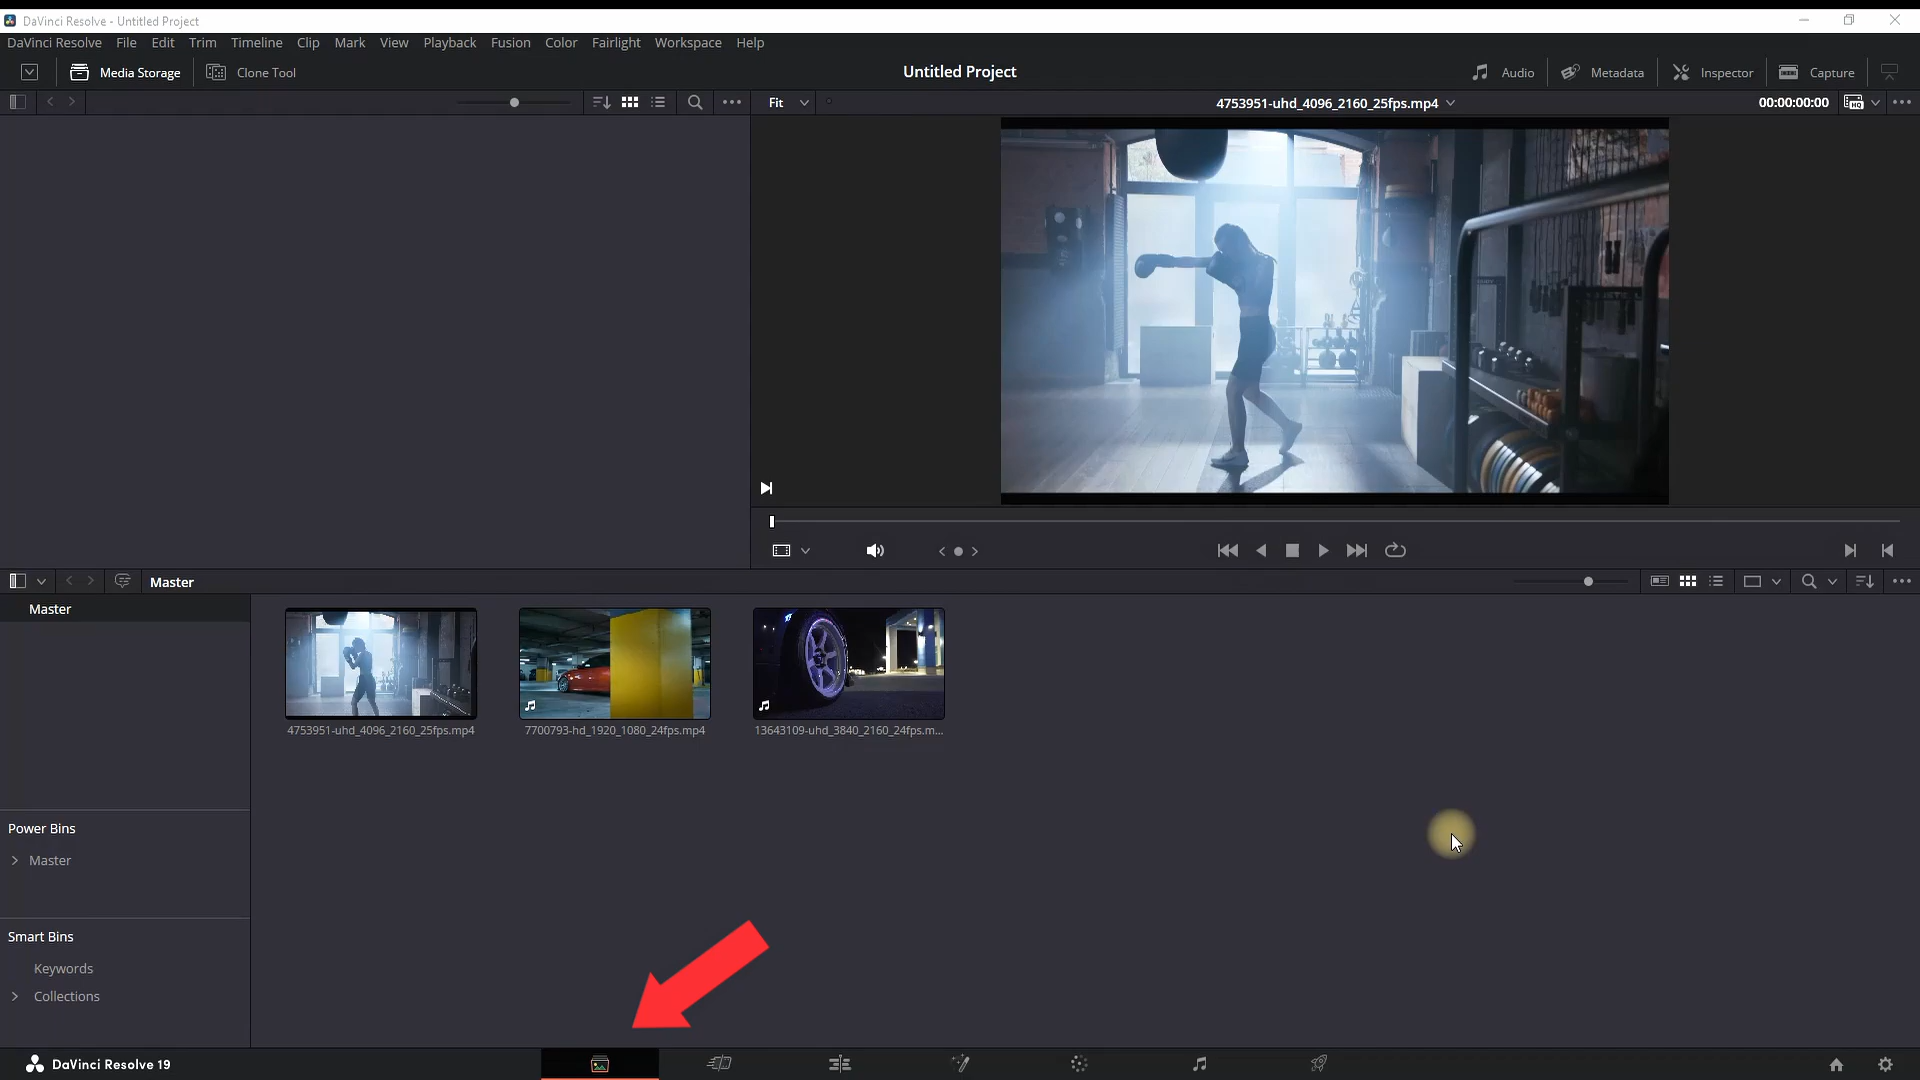 DaVinci Resolve - Untitled Project
DaVinci Resolve File Edit Trim Timeline Clip Mark View Playback Fusion Color Fairlight Workspace Help
Media Storage Clone Tool Untitled Project Audio Metadata Inspector Capture
Fit 4753951-uhd_4096_2160_25fps.mp4 00:00:00:00
Master
Master
4753951-uhd_4096_2160_25fps.mp4 7700793-hd_1920_1080_24fps.mp4 13643109-uhd_3840_2160_24fps.m...
Power Bins
Master
Smart Bins
Keywords
Collections
DaVinci Resolve 19